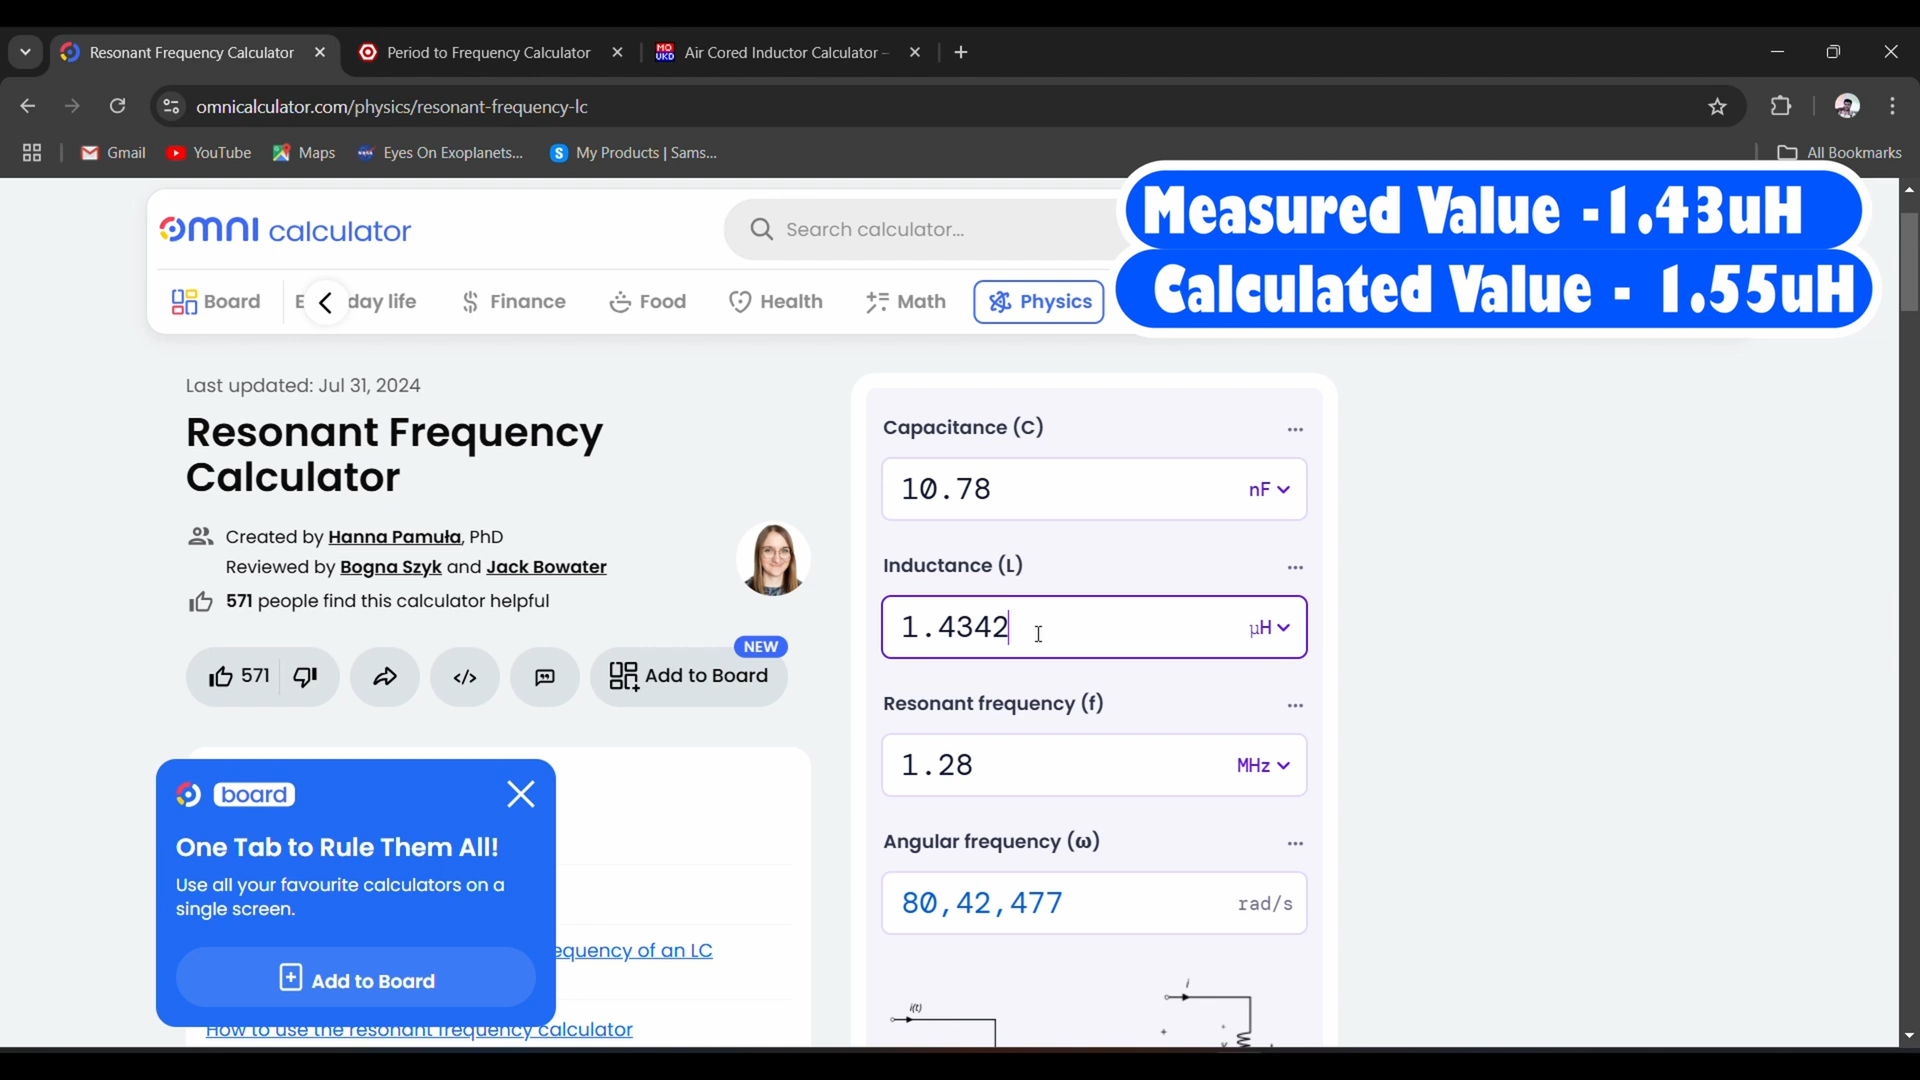 Resonant Frequency Calculator
Period to Frequency Calculator
MO
UKD
Air Cored Inductor Calculator –
omnicalculator.com/physics/resonant-frequency-lc
Gmail
YouTube
Maps
Eyes On Exoplanets...
My Products | Sams...
All Bookmarks
Measured Value -1.43uH
Calculated Value - 1.55uH
omni calculator
Search calculator...
Board
E day life
Finance
Food
Health
Math
Physics
Last updated: Jul 31, 2024
Resonant Frequency
Calculator
Created by Hanna Pamuła, PhD
Reviewed by Bogna Szyk and Jack Bowater
571 people find this calculator helpful
571
NEW
Add to Board
Capacitance (C)
10.78
nF
Inductance (L)
1.4342
µH
Resonant frequency (f)
1.28
MHz
Angular frequency (ω)
80,42,477
rad/s
board
One Tab to Rule Them All!
Use all your favourite calculators on a
single screen.
Add to Board
equency of an LC
How to use the resonant frequency calculator
i(t)
i
+
+